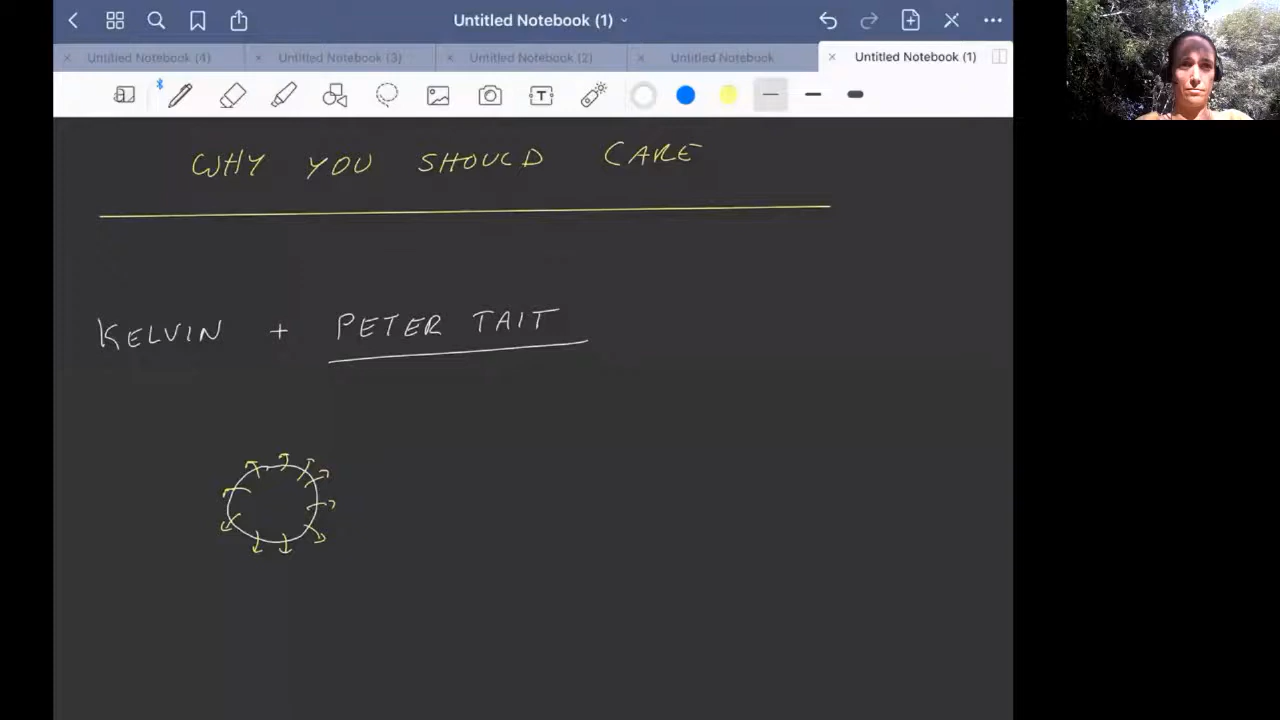 Untitled Notebook (1)
Untitled Notebook (4) Untitled Notebook (3) Untitled Notebook (2) Untitled Notebook Untitled Notebook (1)
WHY YOU SHOULD CARE
KELVIN + PETER TAIT